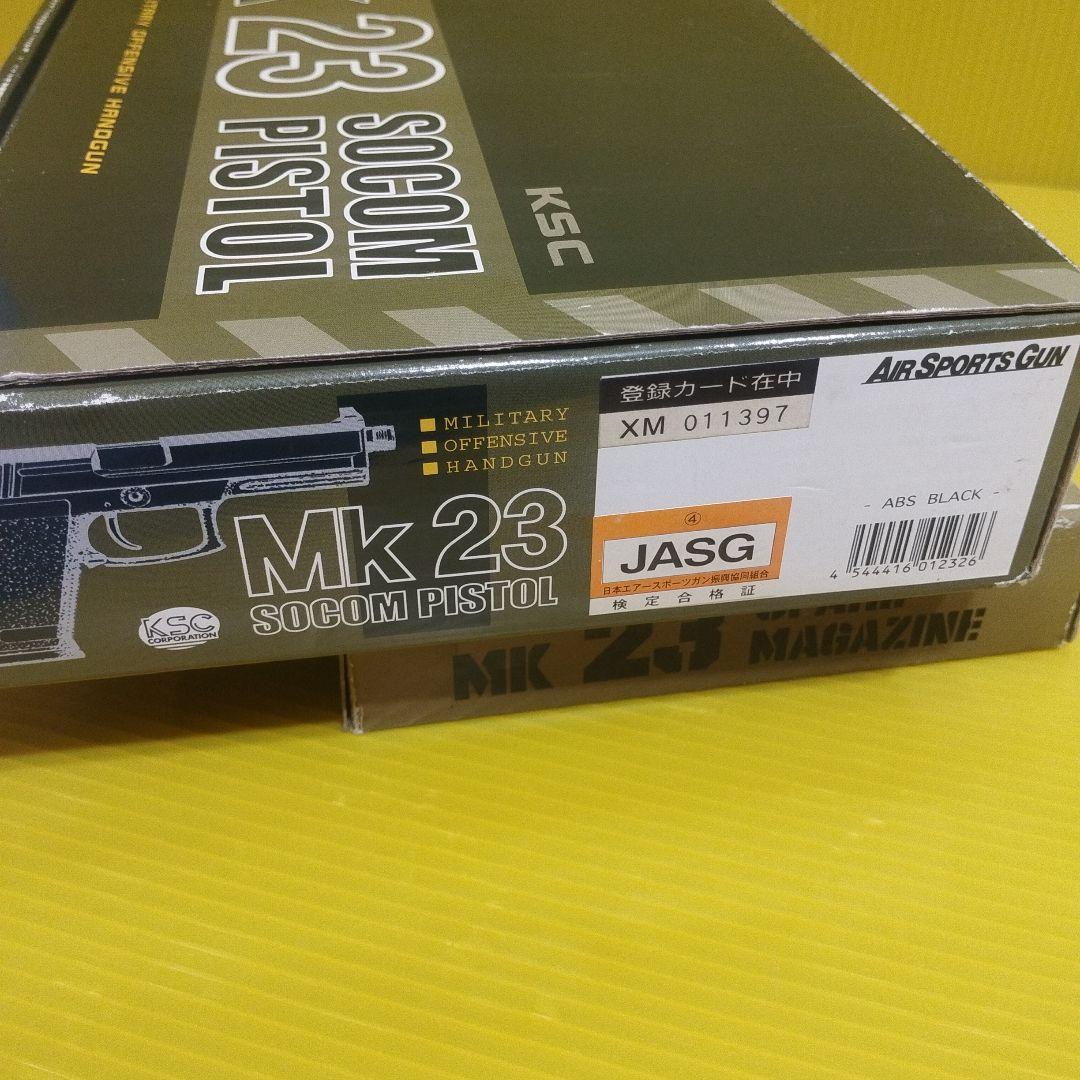 OFFENSIVE HANDGUN
23
SOCOM
PISTOL
KSC
MILITARY
OFFENSIVE
HANDGUN
Mk 23
SOCOM PISTOL
KSC
CORPORATION
登録カード在中
XM 011397
AIR SPORTS GUN
- ABS BLACK -
4 544416 012326
④
JASG
日本エアースポーツガン振興協同組合
検定合格証
MK 23
MAGAZINE